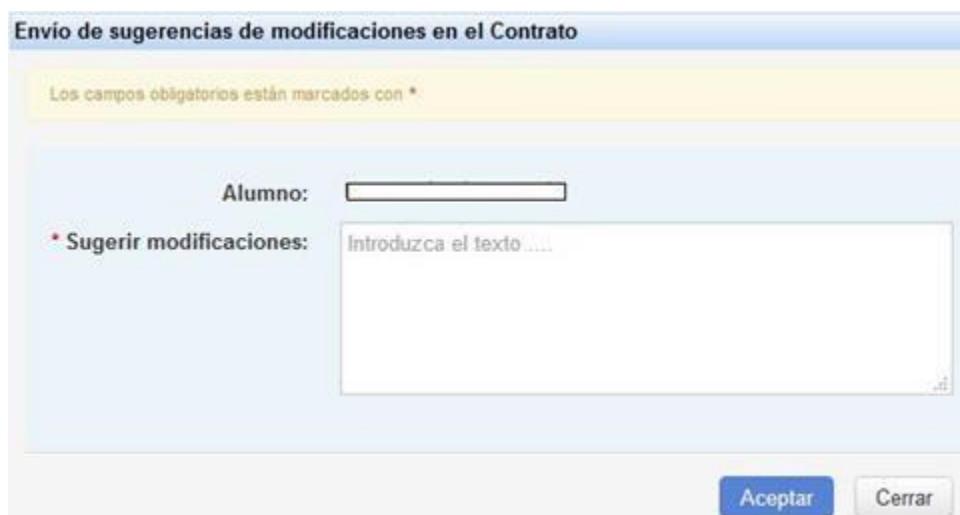 Envío de sugerencias de modificaciones en el Contrato
Los campos obligatorios están marcados con *
Alumno:
* Sugerir modificaciones:
Introduzca el texto .....
Aceptar
Cerrar